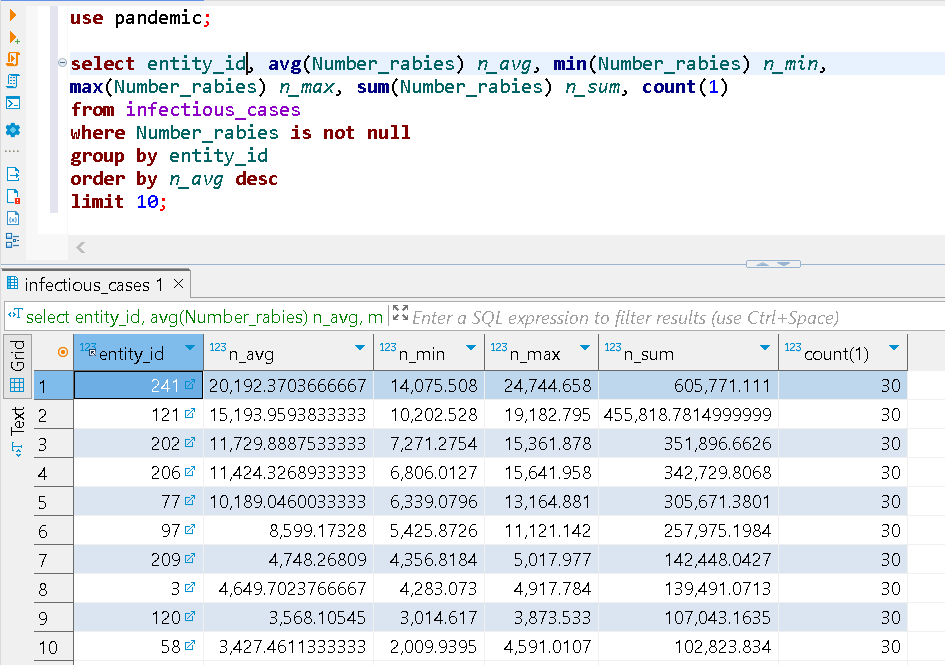 use pandemic;
select entity_id, avg(Number_rabies) n_avg, min(Number_rabies) n_min,
max(Number_rabies) n_max, sum(Number_rabies) n_sum, count(1)
from infectious_cases
where Number_rabies is not null
group by entity_id
order by n_avg desc
limit 10;
infectious_cases 1
select entity_id, avg(Number_rabies) n_avg, m Enter a SQL expression to filter results (use Ctrl+Space)
Grid
Text
123 entity_id 123 n_avg 123 n_min 123 n_max 123 n_sum 123 count(1)
1 241 20,192.3703666667 14,075.508 24,744.658 605,771.111 30
2 121 15,193.9593833333 10,202.528 19,182.795 455,818.7814999999 30
3 202 11,729.8887533333 7,271.2754 15,361.878 351,896.6626 30
4 206 11,424.3268933333 6,806.0127 15,641.958 342,729.8068 30
5 77 10,189.0460033333 6,339.0796 13,164.881 305,671.3801 30
6 97 8,599.17328 5,425.8726 11,121.142 257,975.1984 30
7 209 4,748.26809 4,356.8184 5,017.977 142,448.0427 30
8 3 4,649.7023766667 4,283.073 4,917.784 139,491.0713 30
9 120 3,568.10545 3,014.617 3,873.533 107,043.1635 30
10 58 3,427.4611333333 2,009.9395 4,591.0107 102,823.834 30